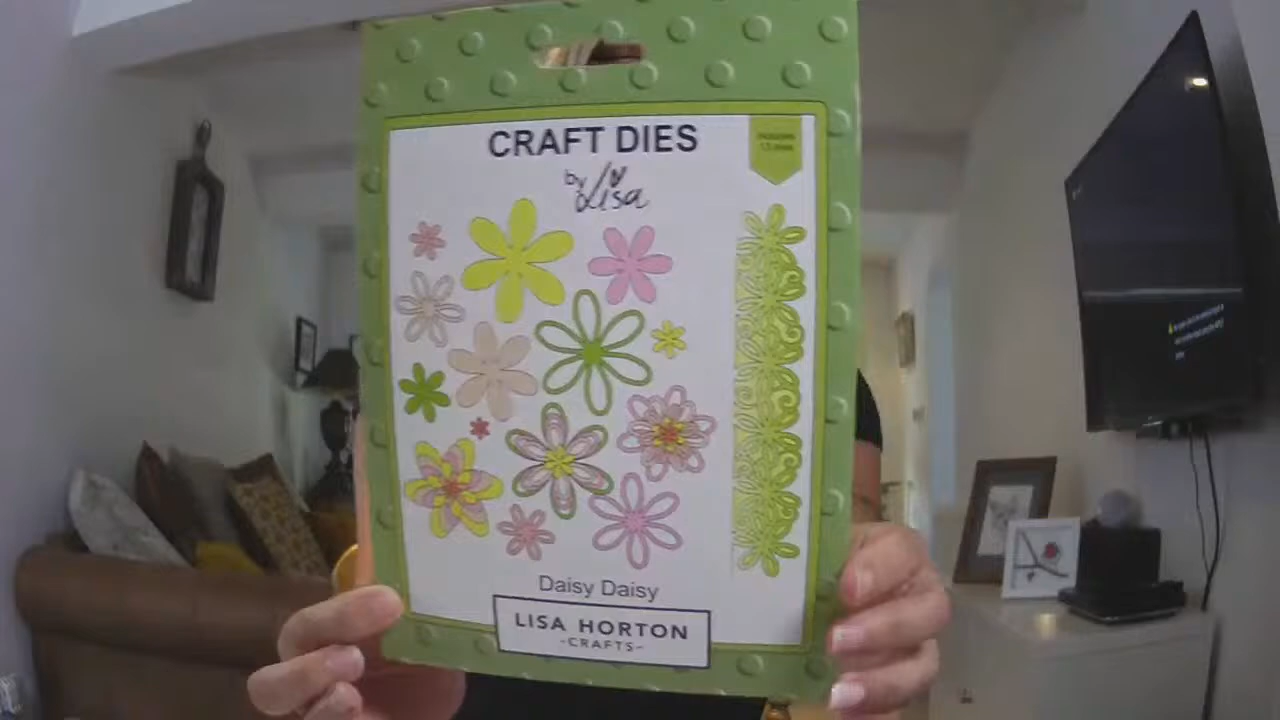 CRAFT DIES
by Lisa
Daisy Daisy
LISA HORTON
-CRAFTS-